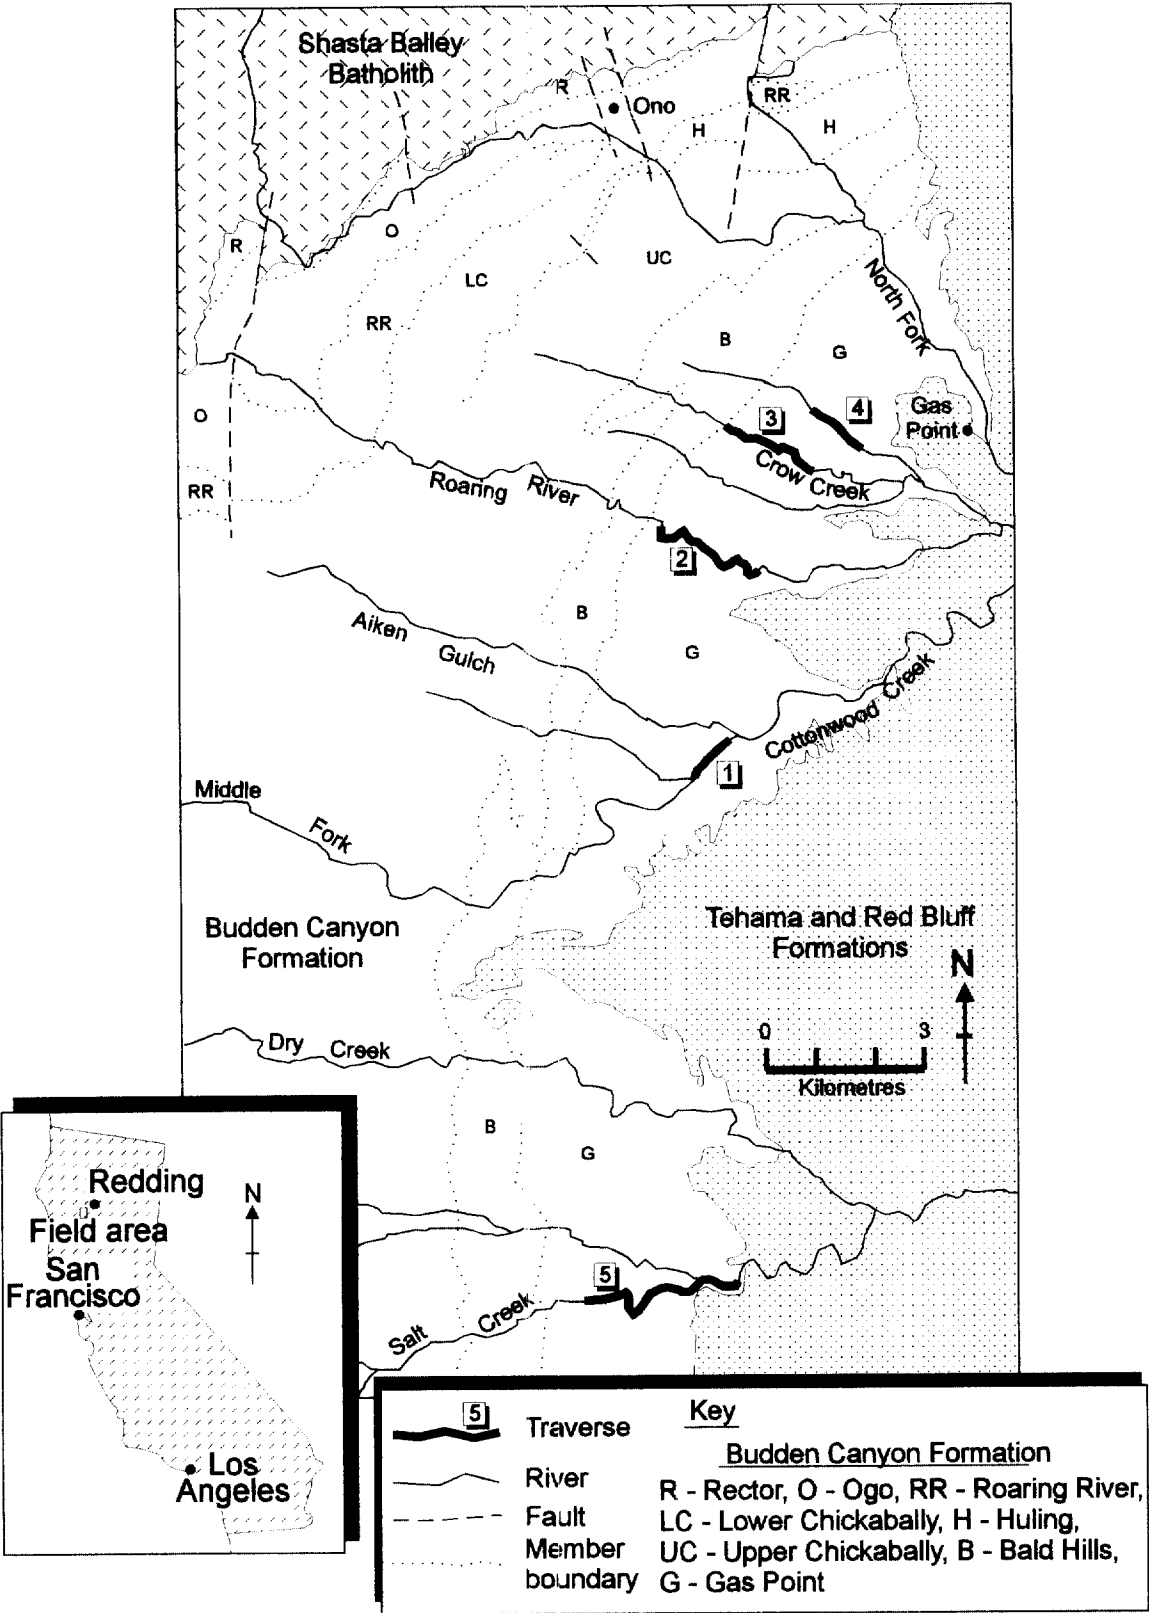 Shasta Balley
Batholith
R
Ono
RR
H
H
R
O
LC
UC
RR
B
G
North Fork
O
3
4
Gas
Point
Crow Creek
RR
Roaring River
2
B
Aiken
Gulch
G
Cottonwood Creek
1
Middle
Fork
Budden Canyon
Formation
Tehama and Red Bluff
Formations
N
0 3
Kilometres
Dry Creek
B
G
Redding
N
Field area
San
Francisco
Los
Angeles
5
Salt Creek
Key
5
Traverse
River
Fault
Member
boundary
Budden Canyon Formation
R - Rector, O - Ogo, RR - Roaring River,
LC - Lower Chickabally, H - Huling,
UC - Upper Chickabally, B - Bald Hills,
G - Gas Point